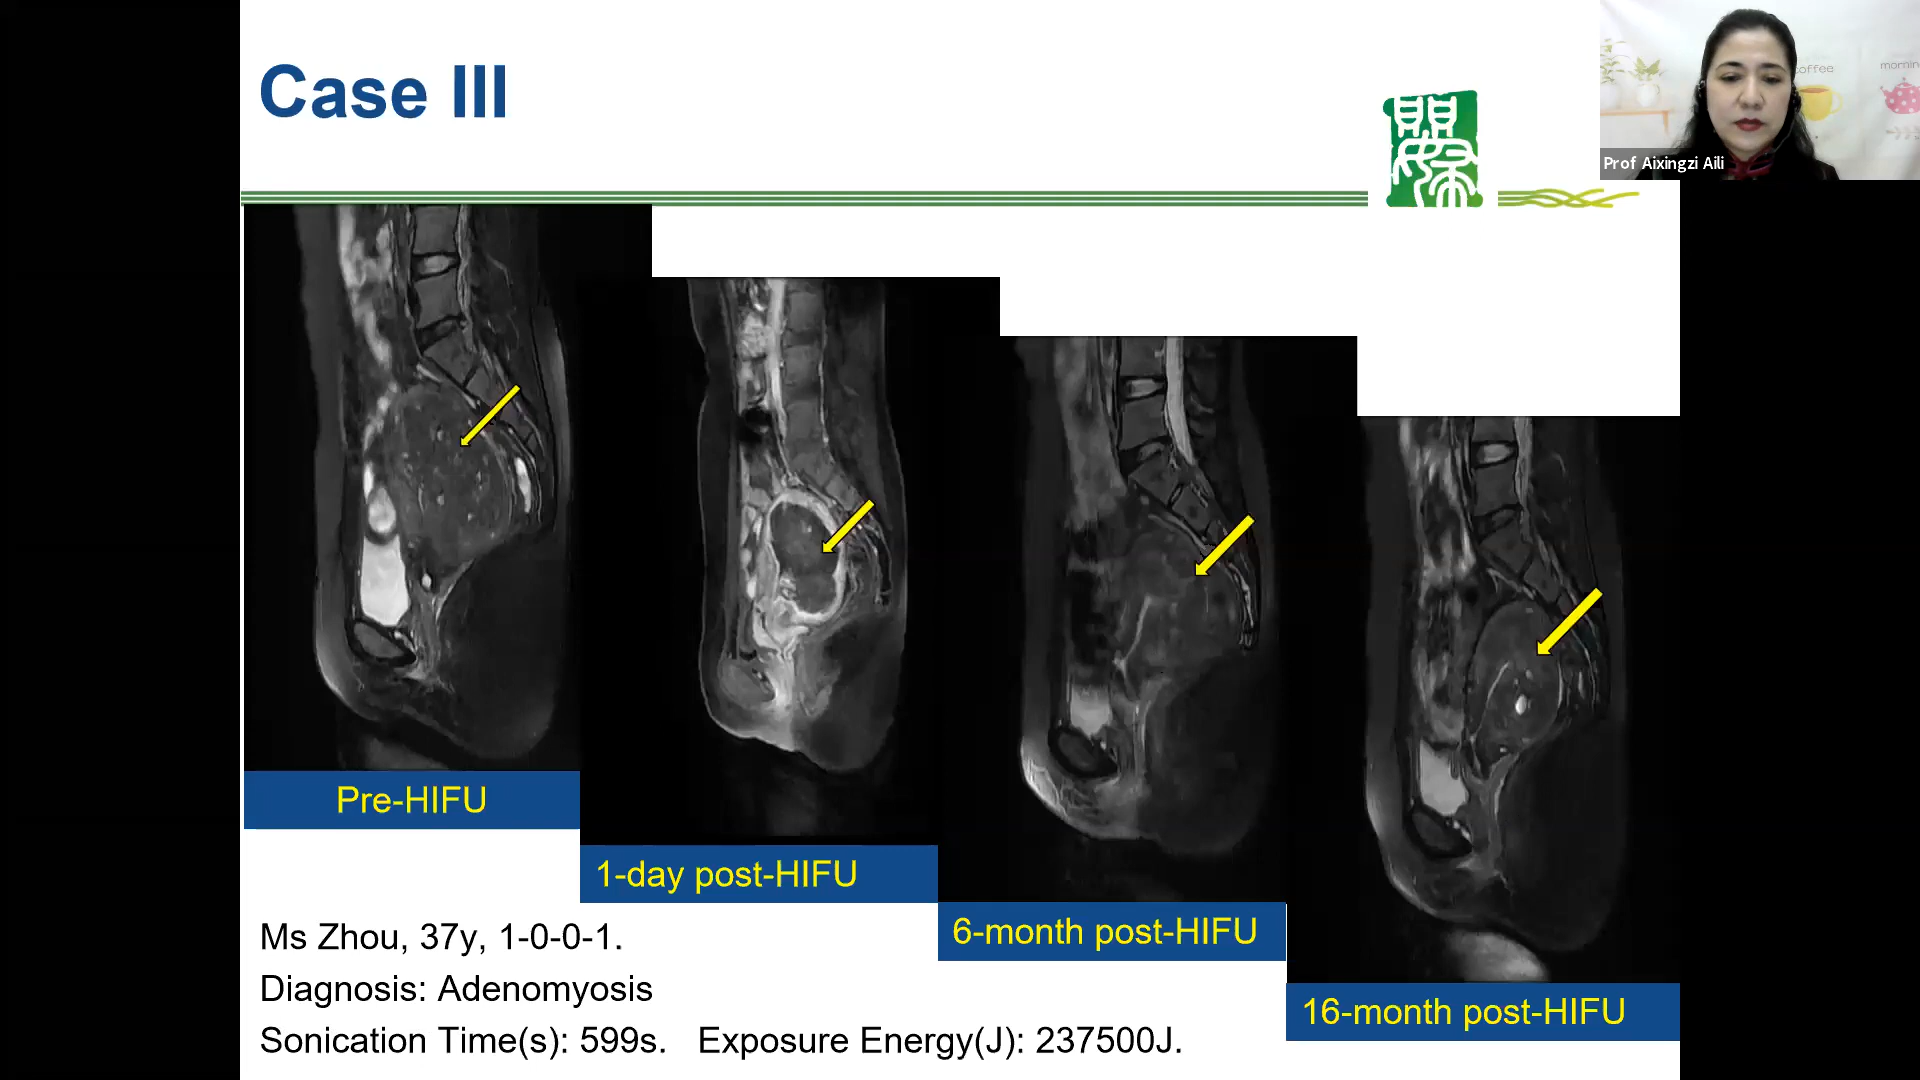 Case III
coffee
Prof Aixingzi Aili
Pre-HIFU
1-day post-HIFU
6-month post-HIFU
16-month post-HIFU
Ms Zhou, 37y, 1-0-0-1.
Diagnosis: Adenomyosis
Sonication Time(s): 599s. Exposure Energy(J): 237500J.